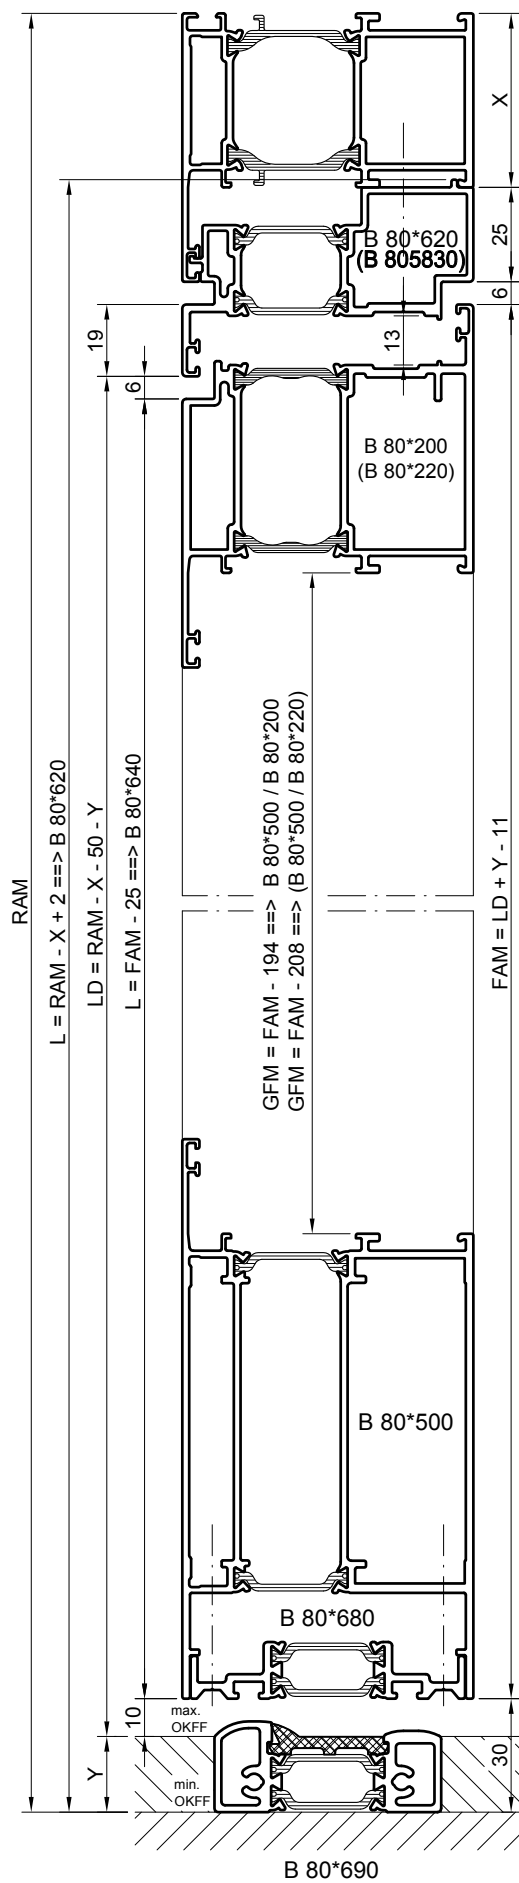 X
25
6
B 80*620
(B 805830)
19
6
13
B 80*200
(B 80*220)
RAM
L = RAM - X + 2 ==> B 80*620
LD = RAM - X - 50 - Y
L = FAM - 25 ==> B 80*640
GFM = FAM - 194 ==> B 80*500 / B 80*200
GFM = FAM - 208 ==> (B 80*500 / B 80*220)
FAM = LD + Y - 11
B 80*500
B 80*680
10
max.
OKFF
Y
min.
OKFF
30
B 80*690